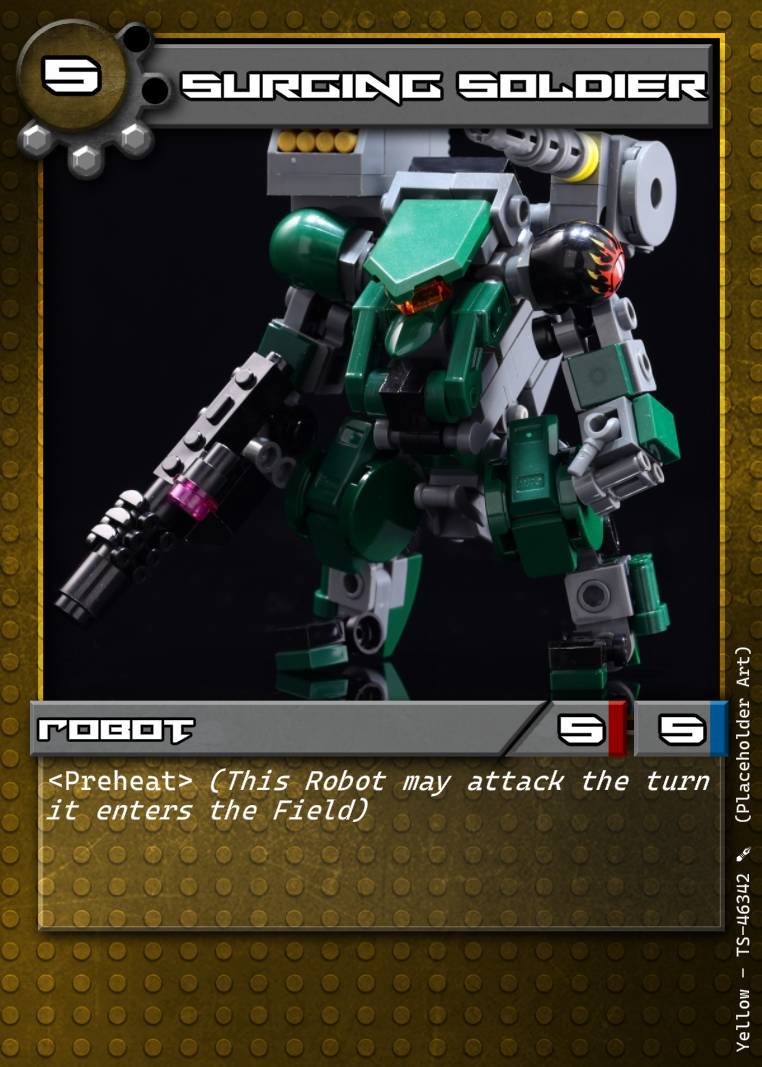 5
SURGING SOLDIER
ROBOT
5 5
<Preheat> (This Robot may attack the turn
it enters the Field)
Yellow - TS-46342 (Placeholder Art)